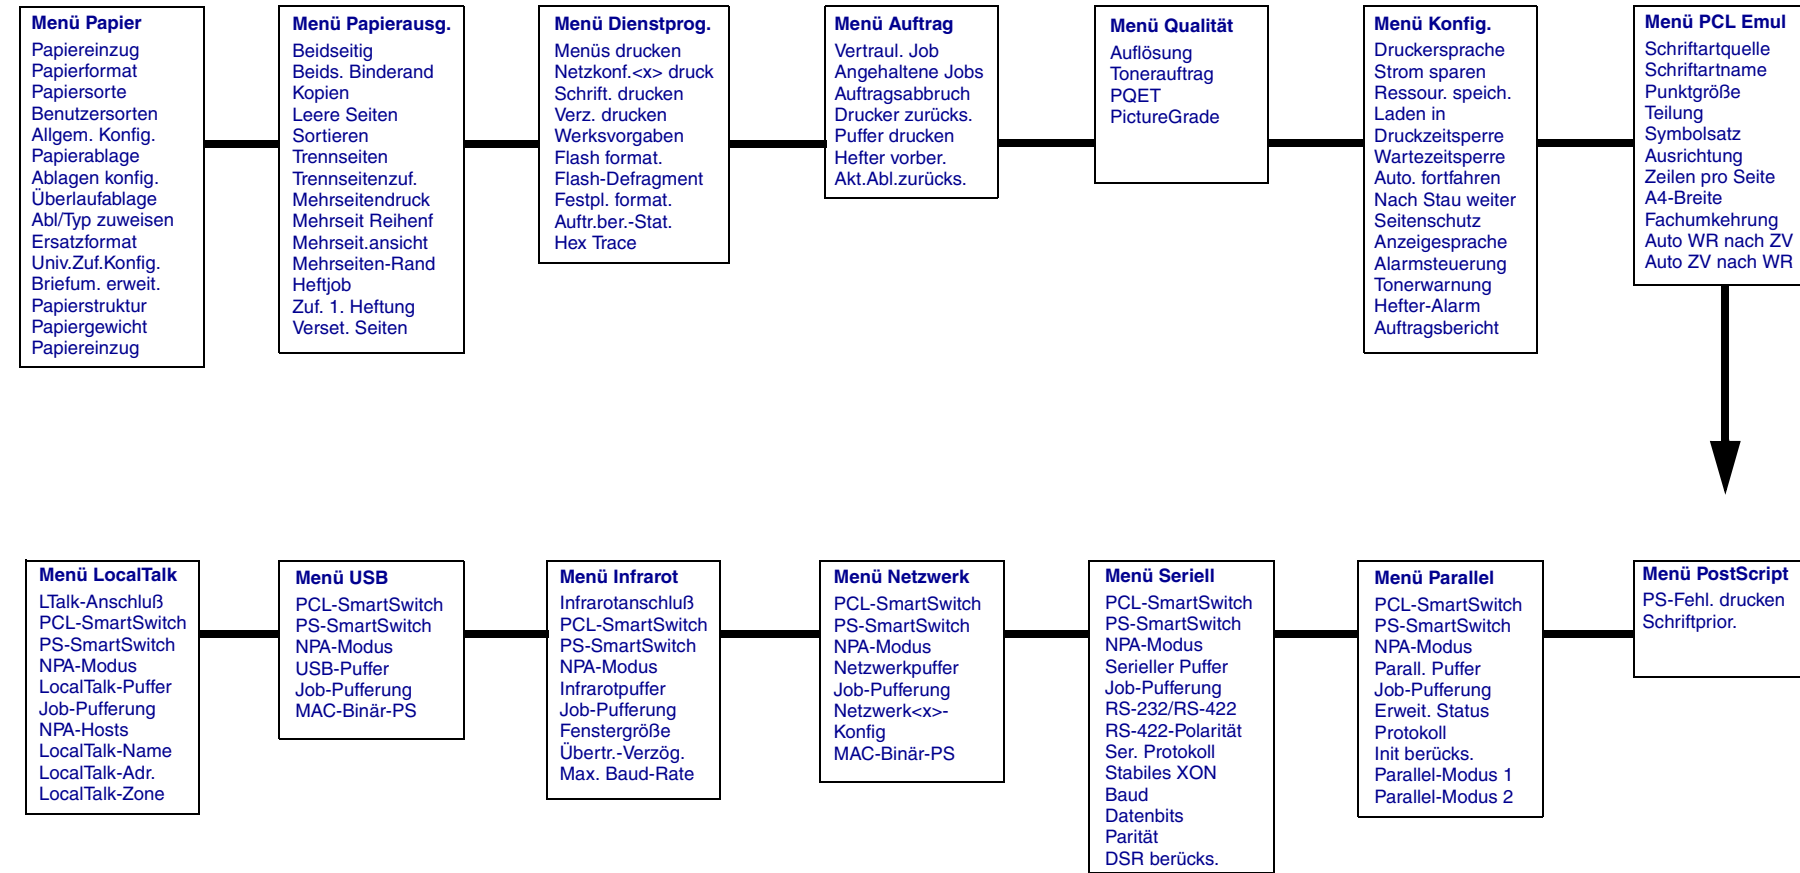 Menü Papier
Papiereinzug
Papierformat
Papiersorte
Benutzersorten
Allgem. Konfig.
Papierablage
Ablagen konfig.
Überlaufablage
Abl/Typ zuweisen
Ersatzformat
Univ.Zuf.Konfig.
Briefum. erweit.
Papierstruktur
Papiergewicht
Papiereinzug
Menü Papierausg.
Beidseitig
Beids. Binderand
Kopien
Leere Seiten
Sortieren
Trennseiten
Trennseitenzuf.
Mehrseitendruck
Mehrseit Reihenf
Mehrseit.ansicht
Mehrseiten-Rand
Heftjob
Zuf. 1. Heftung
Verset. Seiten
Menü Dienstprog.
Menüs drucken
Netzkonf.<x> druck
Schrift. drucken
Verz. drucken
Werksvorgaben
Flash format.
Flash-Defragment
Festpl. format.
Auftr.ber.-Stat.
Hex Trace
Menü Auftrag
Vertraul. Job
Angehaltene Jobs
Auftragsabbruch
Drucker zurücks.
Puffer drucken
Hefter vorber.
Akt.Abl.zurücks.
Menü Qualität
Auflösung
Tonerauftrag
PQET
PictureGrade
Menü Konfig.
Druckersprache
Strom sparen
Ressour. speich.
Laden in
Druckzeitsperre
Wartezeitsperre
Auto. fortfahren
Nach Stau weiter
Seitenschutz
Anzeigesprache
Alarmsteuerung
Tonerwarnung
Hefter-Alarm
Auftragsbericht
Menü PCL Emul
Schriftartquelle
Schriftartname
Punktgröße
Teilung
Symbolsatz
Ausrichtung
Zeilen pro Seite
A4-Breite
Fachumkehrung
Auto WR nach ZV
Auto ZV nach WR
Menü LocalTalk
LTalk-Anschluß
PCL-SmartSwitch
PS-SmartSwitch
NPA-Modus
LocalTalk-Puffer
Job-Pufferung
NPA-Hosts
LocalTalk-Name
LocalTalk-Adr.
LocalTalk-Zone
Menü USB
PCL-SmartSwitch
PS-SmartSwitch
NPA-Modus
USB-Puffer
Job-Pufferung
MAC-Binär-PS
Menü Infrarot
Infrarotanschluß
PCL-SmartSwitch
PS-SmartSwitch
NPA-Modus
Infrarotpuffer
Job-Pufferung
Fenstergröße
Übertr.-Verzög.
Max. Baud-Rate
Menü Netzwerk
PCL-SmartSwitch
PS-SmartSwitch
NPA-Modus
Netzwerkpuffer
Job-Pufferung
Netzwerk<x>-
Konfig
MAC-Binär-PS
Menü Seriell
PCL-SmartSwitch
PS-SmartSwitch
NPA-Modus
Serieller Puffer
Job-Pufferung
RS-232/RS-422
RS-422-Polarität
Ser. Protokoll
Stabiles XON
Baud
Datenbits
Parität
DSR berücks.
Menü Parallel
PCL-SmartSwitch
PS-SmartSwitch
NPA-Modus
Parall. Puffer
Job-Pufferung
Erweit. Status
Protokoll
Init berücks.
Parallel-Modus 1
Parallel-Modus 2
Menü PostScript
PS-Fehl. drucken
Schriftprior.